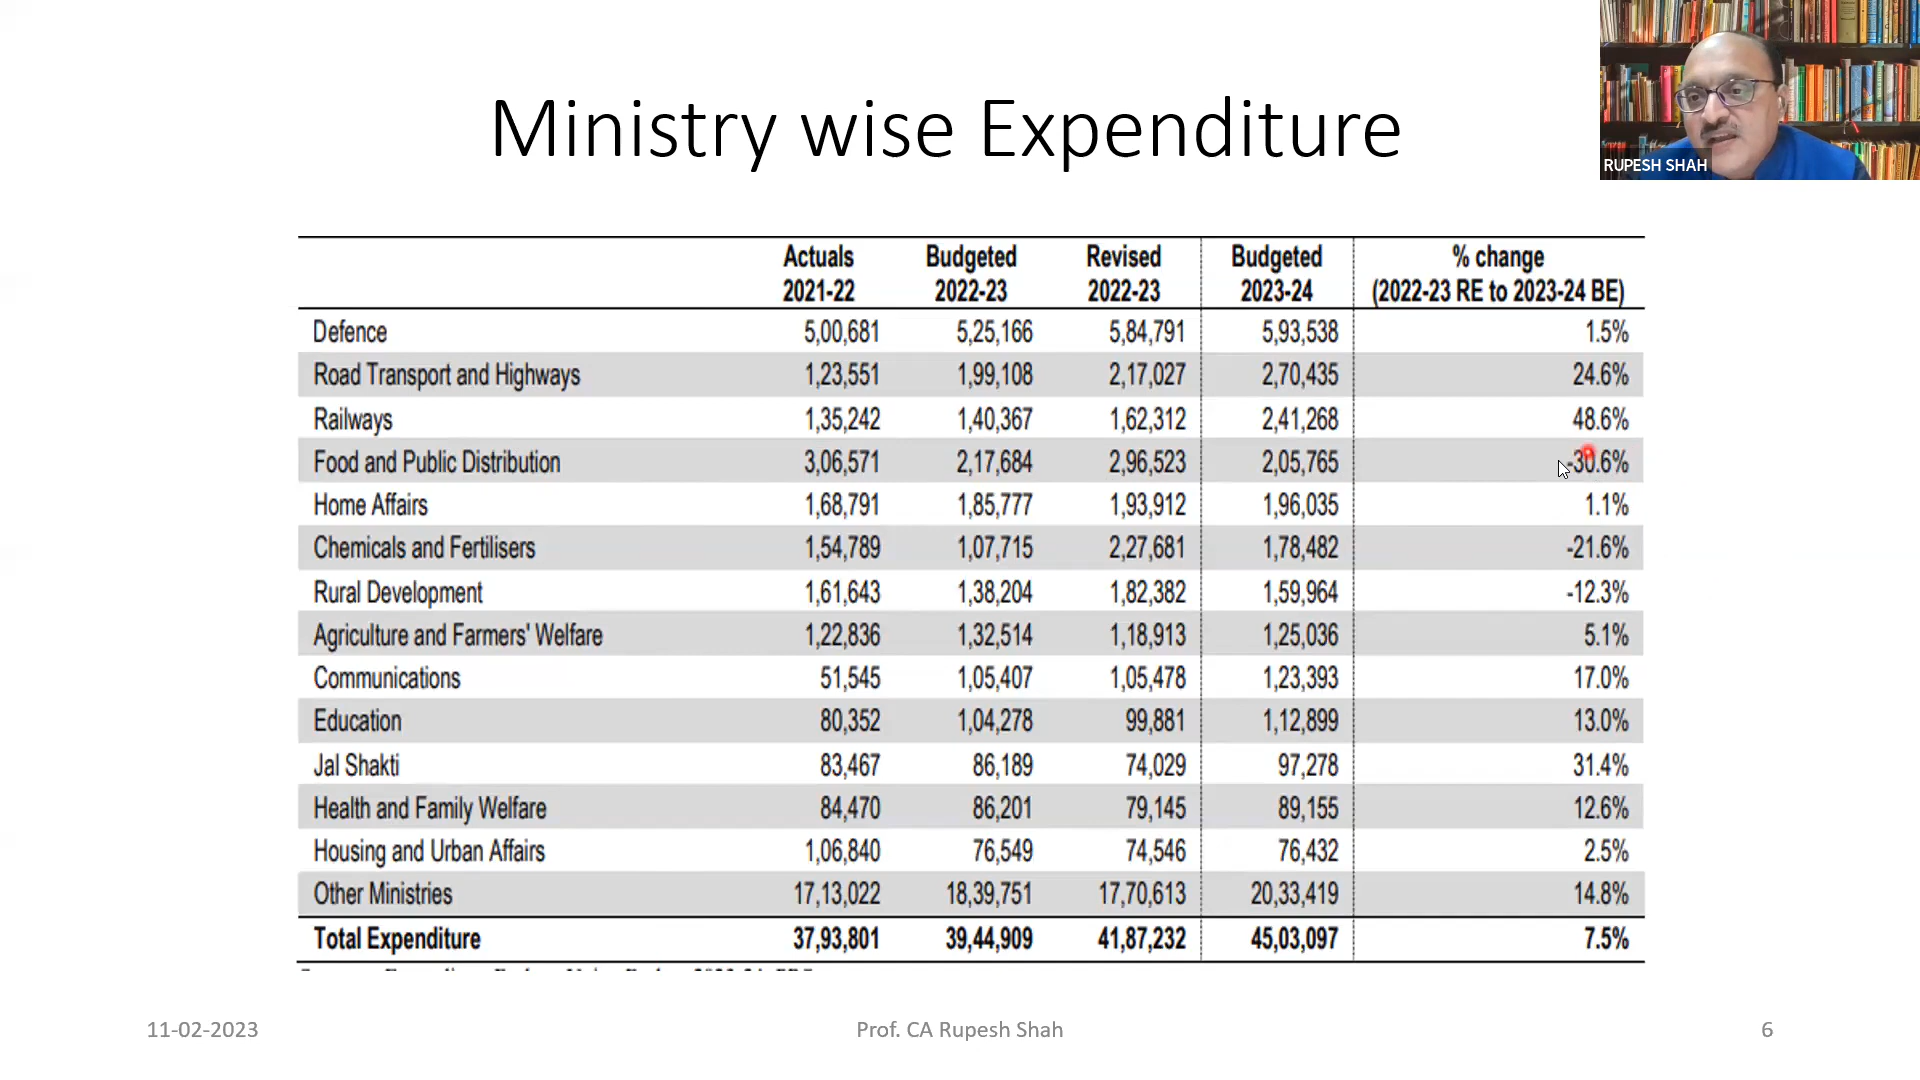 Ministry wise Expenditure
RUPESH SHAH
Actuals 2021-22 Budgeted 2022-23 Revised 2022-23 Budgeted 2023-24 % change (2022-23 RE to 2023-24 BE)
Defence 5,00,681 5,25,166 5,84,791 5,93,538 1.5%
Road Transport and Highways 1,23,551 1,99,108 2,17,027 2,70,435 24.6%
Railways 1,35,242 1,40,367 1,62,312 2,41,268 48.6%
Food and Public Distribution 3,06,571 2,17,684 2,96,523 2,05,765 -30.6%
Home Affairs 1,68,791 1,85,777 1,93,912 1,96,035 1.1%
Chemicals and Fertilisers 1,54,789 1,07,715 2,27,681 1,78,482 -21.6%
Rural Development 1,61,643 1,38,204 1,82,382 1,59,964 -12.3%
Agriculture and Farmers' Welfare 1,22,836 1,32,514 1,18,913 1,25,036 5.1%
Communications 51,545 1,05,407 1,05,478 1,23,393 17.0%
Education 80,352 1,04,278 99,881 1,12,899 13.0%
Jal Shakti 83,467 86,189 74,029 97,278 31.4%
Health and Family Welfare 84,470 86,201 79,145 89,155 12.6%
Housing and Urban Affairs 1,06,840 76,549 74,546 76,432 2.5%
Other Ministries 17,13,022 18,39,751 17,70,613 20,33,419 14.8%
Total Expenditure 37,93,801 39,44,909 41,87,232 45,03,097 7.5%
11-02-2023 Prof. CA Rupesh Shah 6